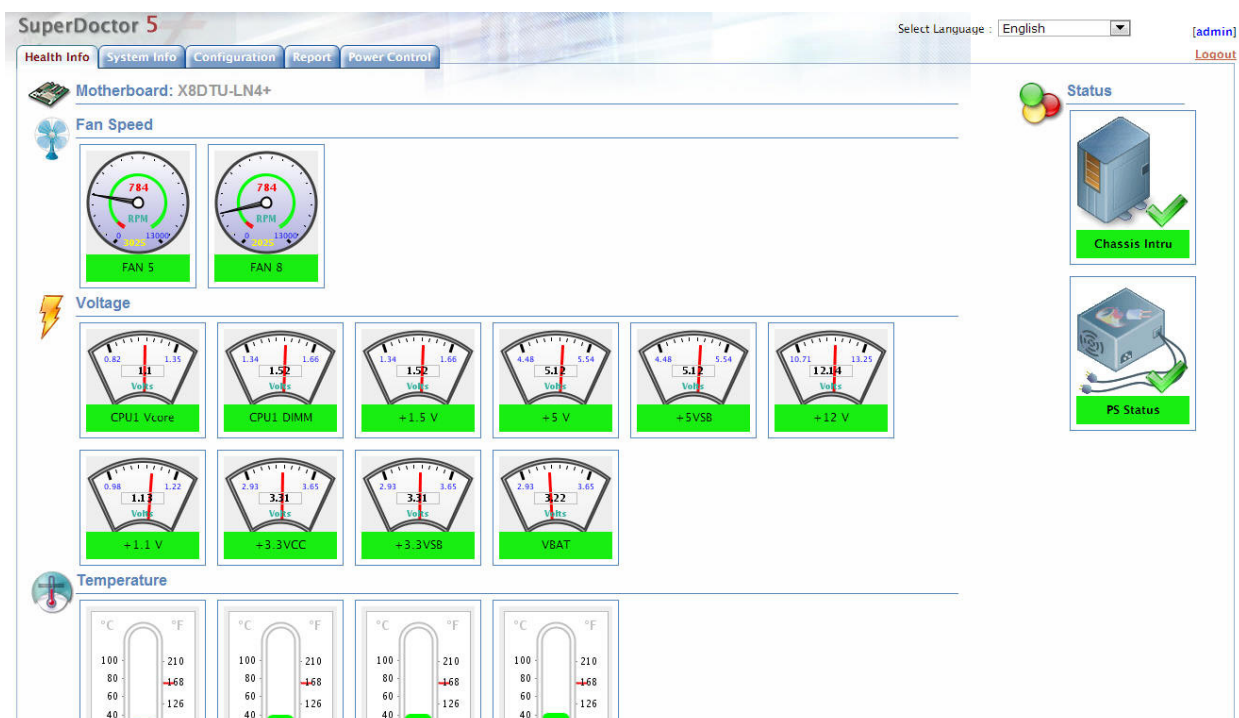 SuperDoctor 5
Select Language : English
[admin]
Logout
Health Info System Info Configuration Report Power Control
Motherboard: X8DTU-LN4+
Status
Fan Speed
784 784
RPM RPM
0 13000 0 13000
3025 2025
FAN 5 FAN 8
Chassis Intru
Voltage
0.82 1.35 1.34 1.66 1.34 1.66 4.48 5.54 4.48 5.54 10.71 13.25
1.1 1.52 1.52 5.12 5.12 12.14
Volts Volts Volts Volts Volts Volts
CPU1 Vcore CPU1 DIMM +1.5 V +5 V +5VSB +12 V
PS Status
0.98 1.22 2.93 3.65 2.93 3.65 2.93 3.65
1.13 3.31 3.31 3.22
Volts Volts Volts Volts
+1.1 V +3.3VCC +3.3VSB VBAT
Temperature
°C °F °C °F °C °F °C °F
100 210 100 210 100 210 100 210
80 168 80 168 80 168 80 168
60 126 60 126 60 126 60 126
40 40 40 40